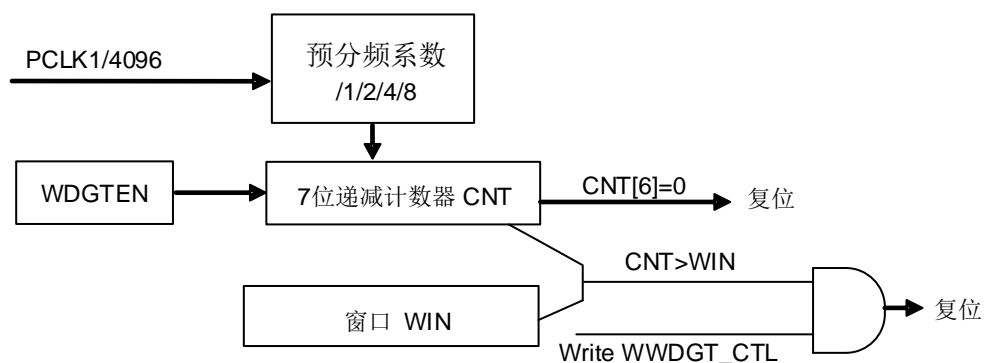 PCLK1/4096
预分频系数
/1/2/4/8
WDGTEN
7位递减计数器 CNT
CNT[6]=0
复位
CNT>WIN
窗口 WIN
复位
Write WWDGT_CTL